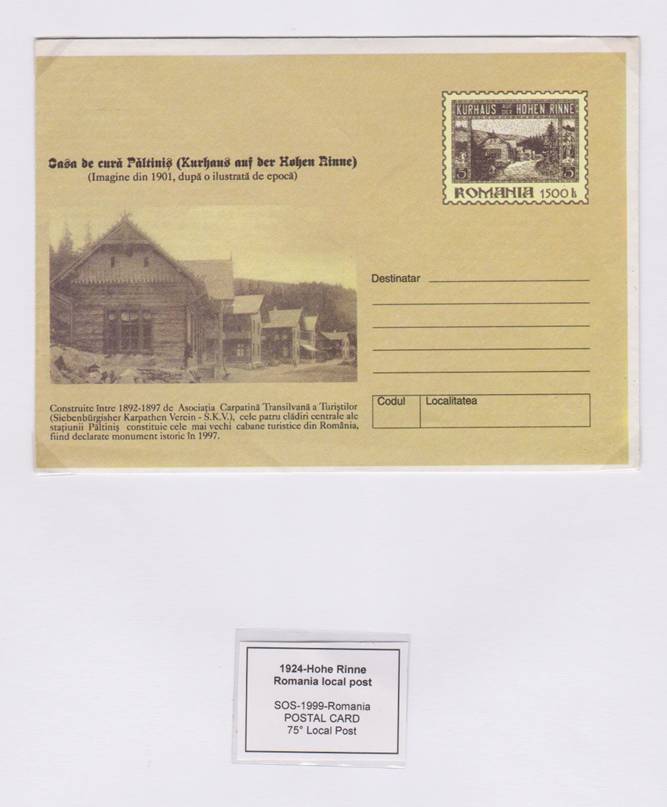 KURHAUS AUF DER HOHEN RINNE
5 5
ROMANIA 1500 L
Casa de cură Păltiniş (Kurhaus auf der Hohen Rinne)
(Imagine din 1901, după o ilustrată de epocă)
Destinatar
Codul Localitatea
Construite între 1892-1897 de Asociaţia Carpatină Transilvană a Turiştilor
(Siebenbürgisher Karpathen Verein - S.K.V.), cele patru clădiri centrale ale
staţiunii Păltiniş constituie cele mai vechi cabane turistice din România,
fiind declarate monument istoric în 1997.
1924-Hohe Rinne
Romania local post
SOS-1999-Romania
POSTAL CARD
75° Local Post